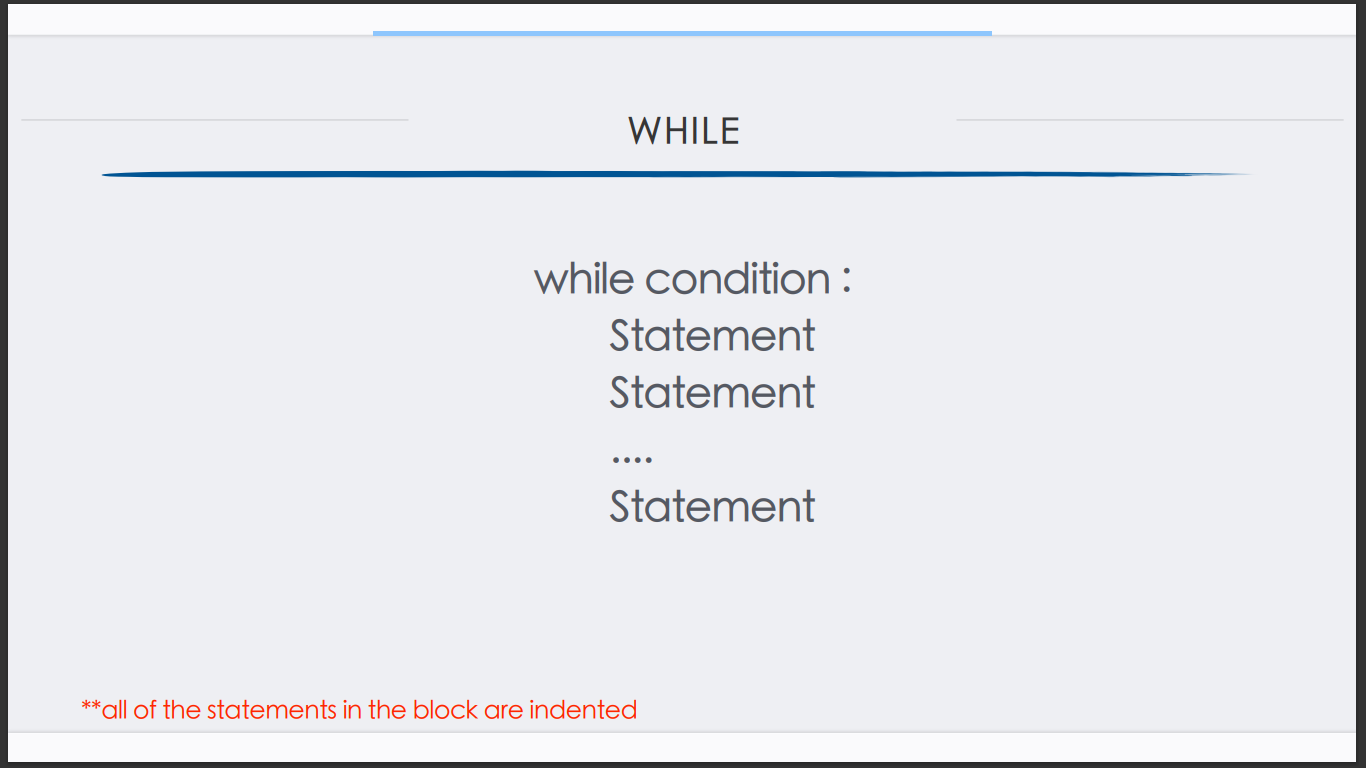 WHILE
while condition :
Statement
Statement
....
Statement
**all of the statements in the block are indented